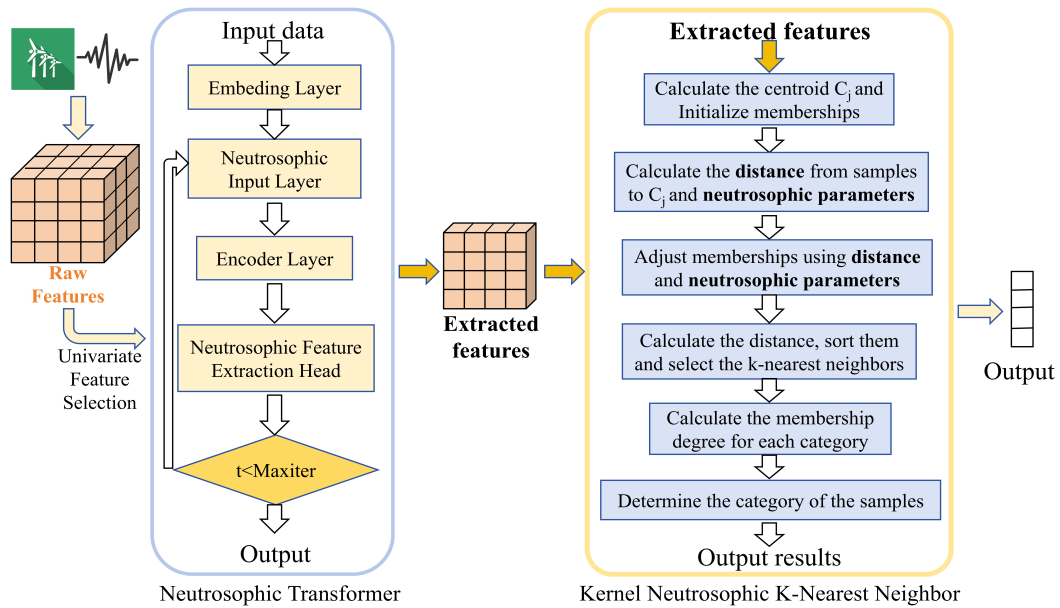 Raw
Features
Univariate
Feature
Selection
Input data
Embeding Layer
Neutrosophic
Input Layer
Encoder Layer
Neutrosophic Feature
Extraction Head
t<Maxiter
Output
Neutrosophic Transformer
Extracted
features
Extracted features
Calculate the centroid C_j and
Initialize memberships
Calculate the distance from samples
to C_j and neutrosophic parameters
Adjust memberships using distance
and neutrosophic parameters
Calculate the distance, sort them
and select the k-nearest neighbors
Calculate the membership
degree for each category
Determine the category of the samples
Output results
Kernel Neutrosophic K-Nearest Neighbor
Output